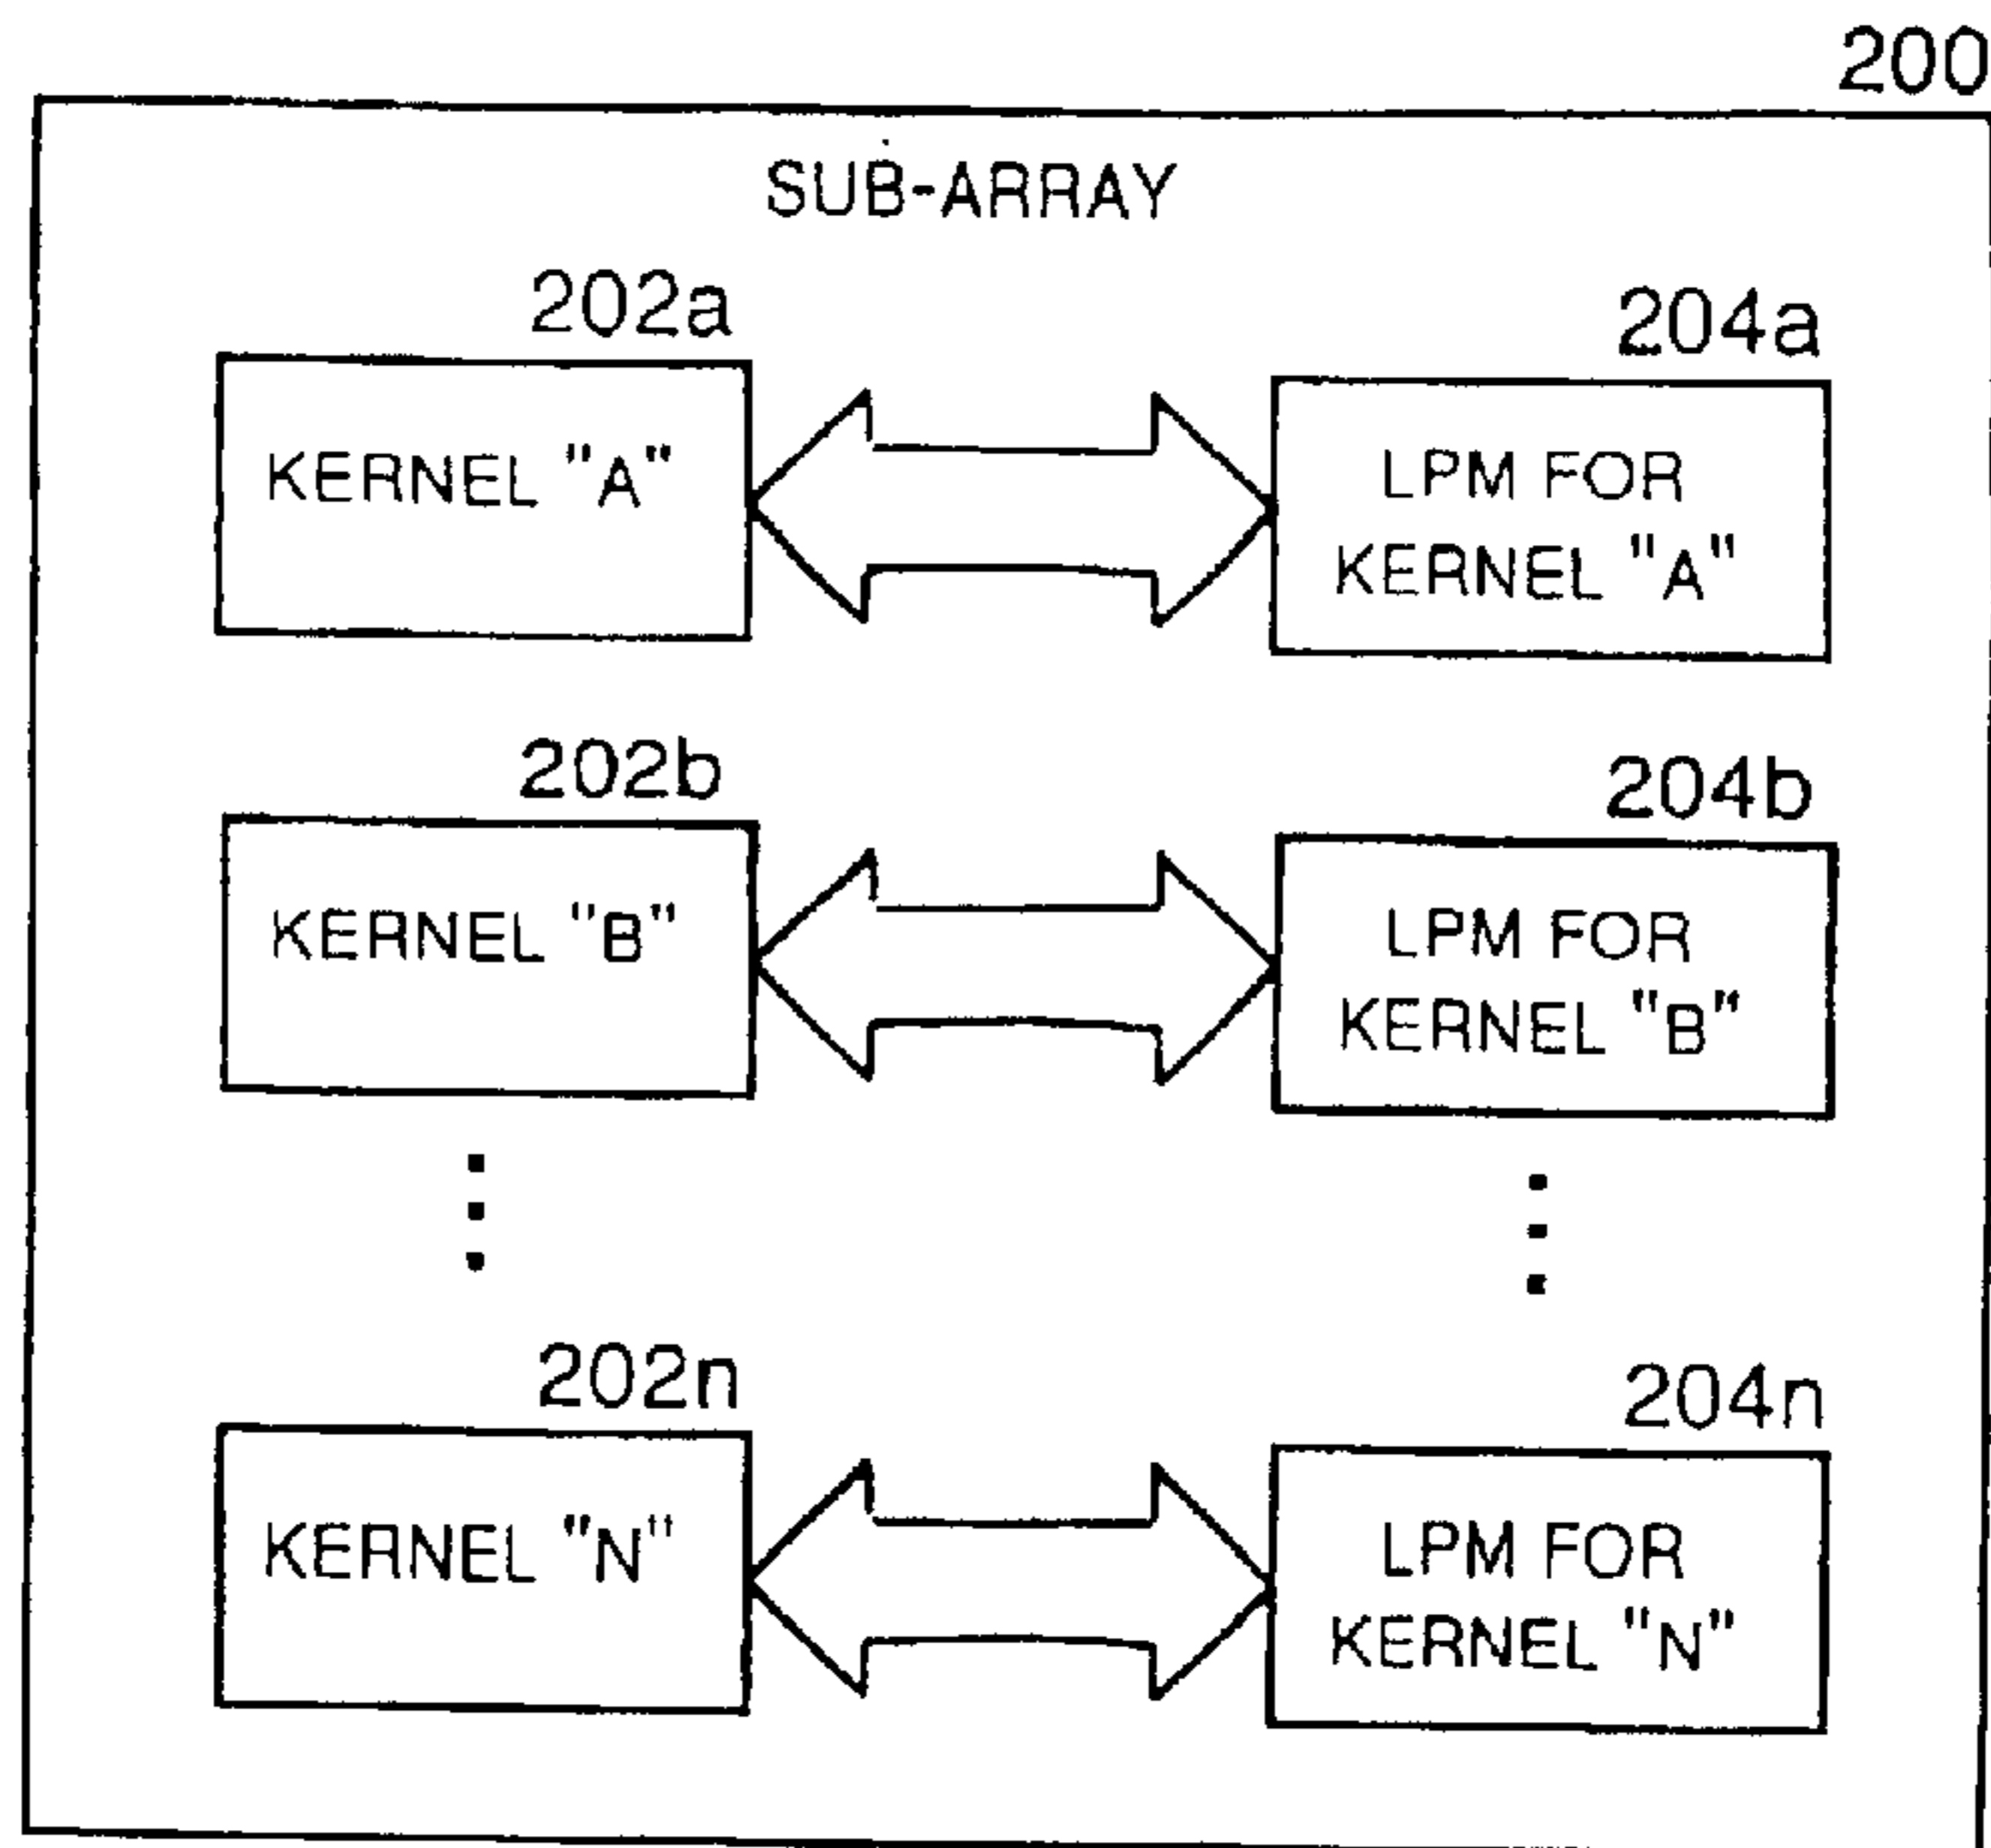 200
SUB-ARRAY
202a
204a
KERNEL "A"
LPM FOR
KERNEL "A"
202b
204b
KERNEL "B"
LPM FOR
KERNEL "B"
202n
204n
KERNEL "N"
LPM FOR
KERNEL "N"